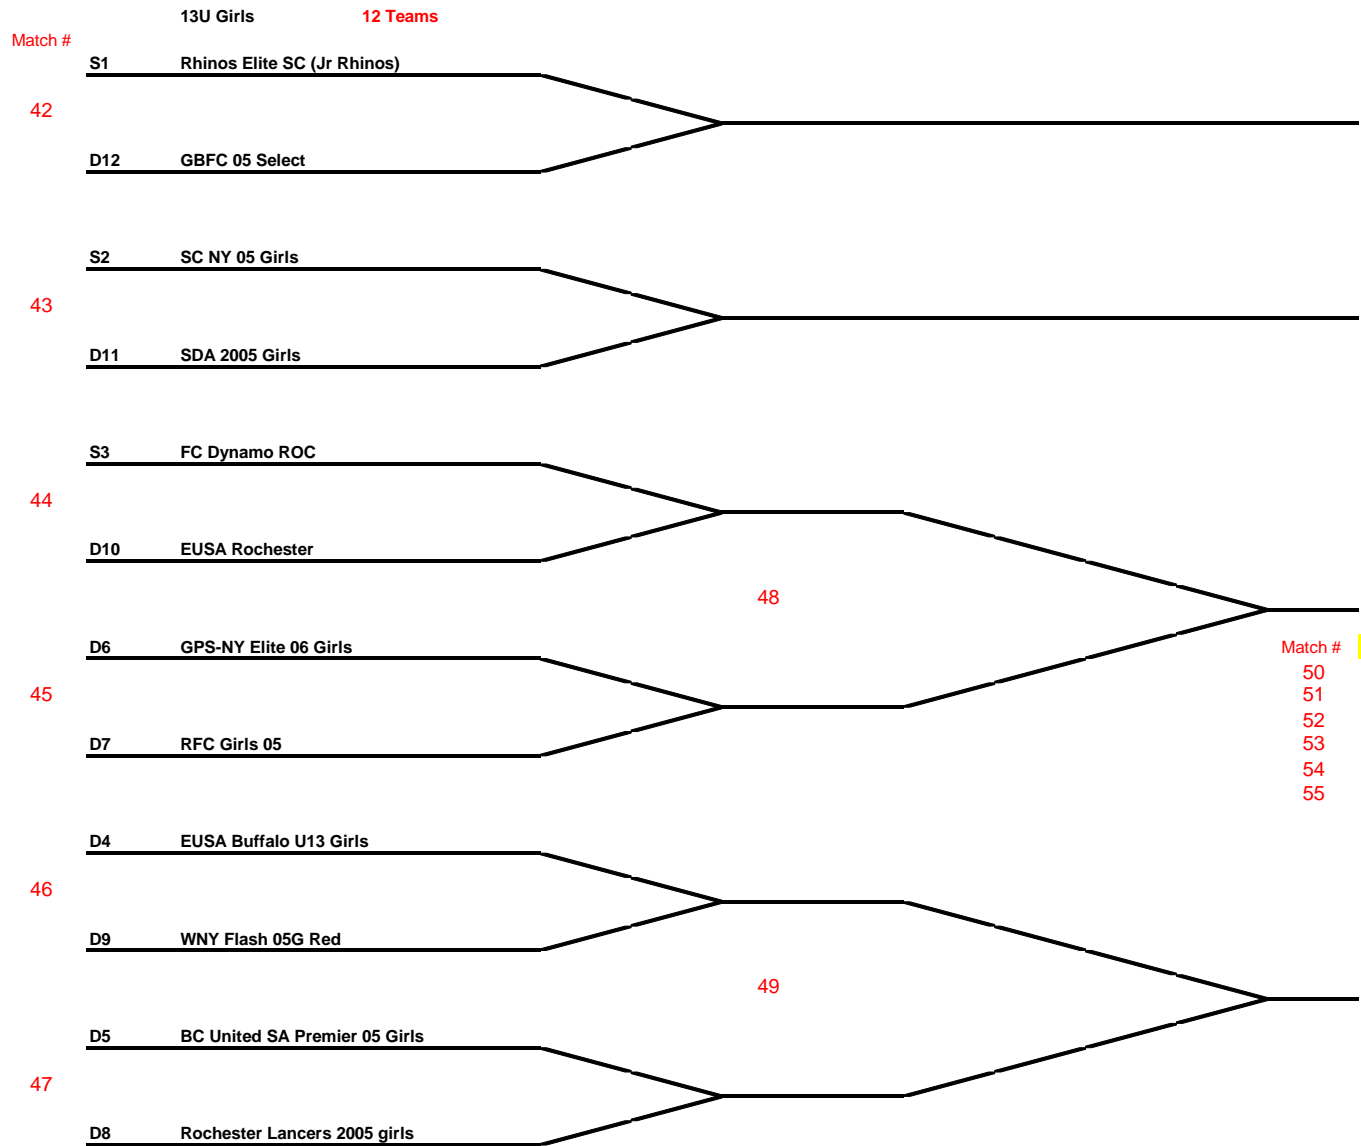 13U Girls 12 Teams
Match #
S1 Rhinos Elite SC (Jr Rhinos)
42
D12 GBFC 05 Select
S2 SC NY 05 Girls
43
D11 SDA 2005 Girls
S3 FC Dynamo ROC
44
D10 EUSA Rochester
48
D6 GPS-NY Elite 06 Girls
Match #
50
45
51
52
D7 RFC Girls 05
53
54
55
D4 EUSA Buffalo U13 Girls
46
D9 WNY Flash 05G Red
49
D5 BC United SA Premier 05 Girls
47
D8 Rochester Lancers 2005 girls